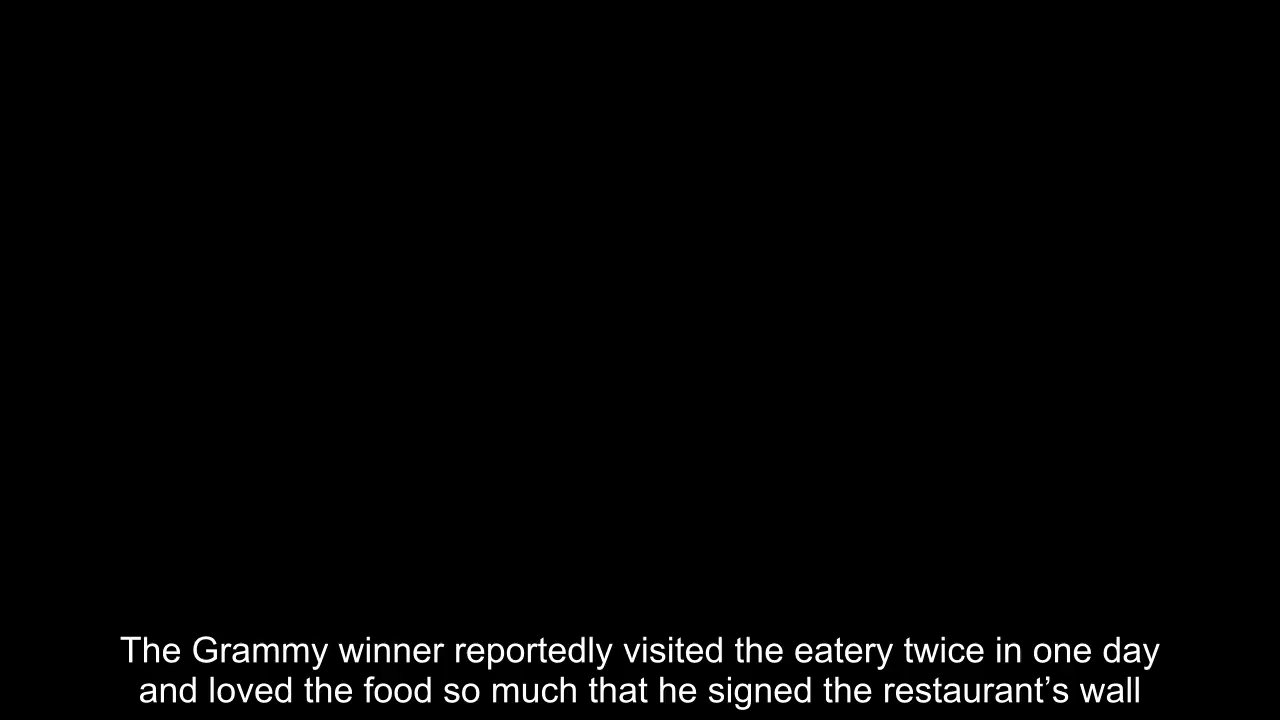 The Grammy winner reportedly visited the eatery twice in one day
and loved the food so much that he signed the restaurant’s wall